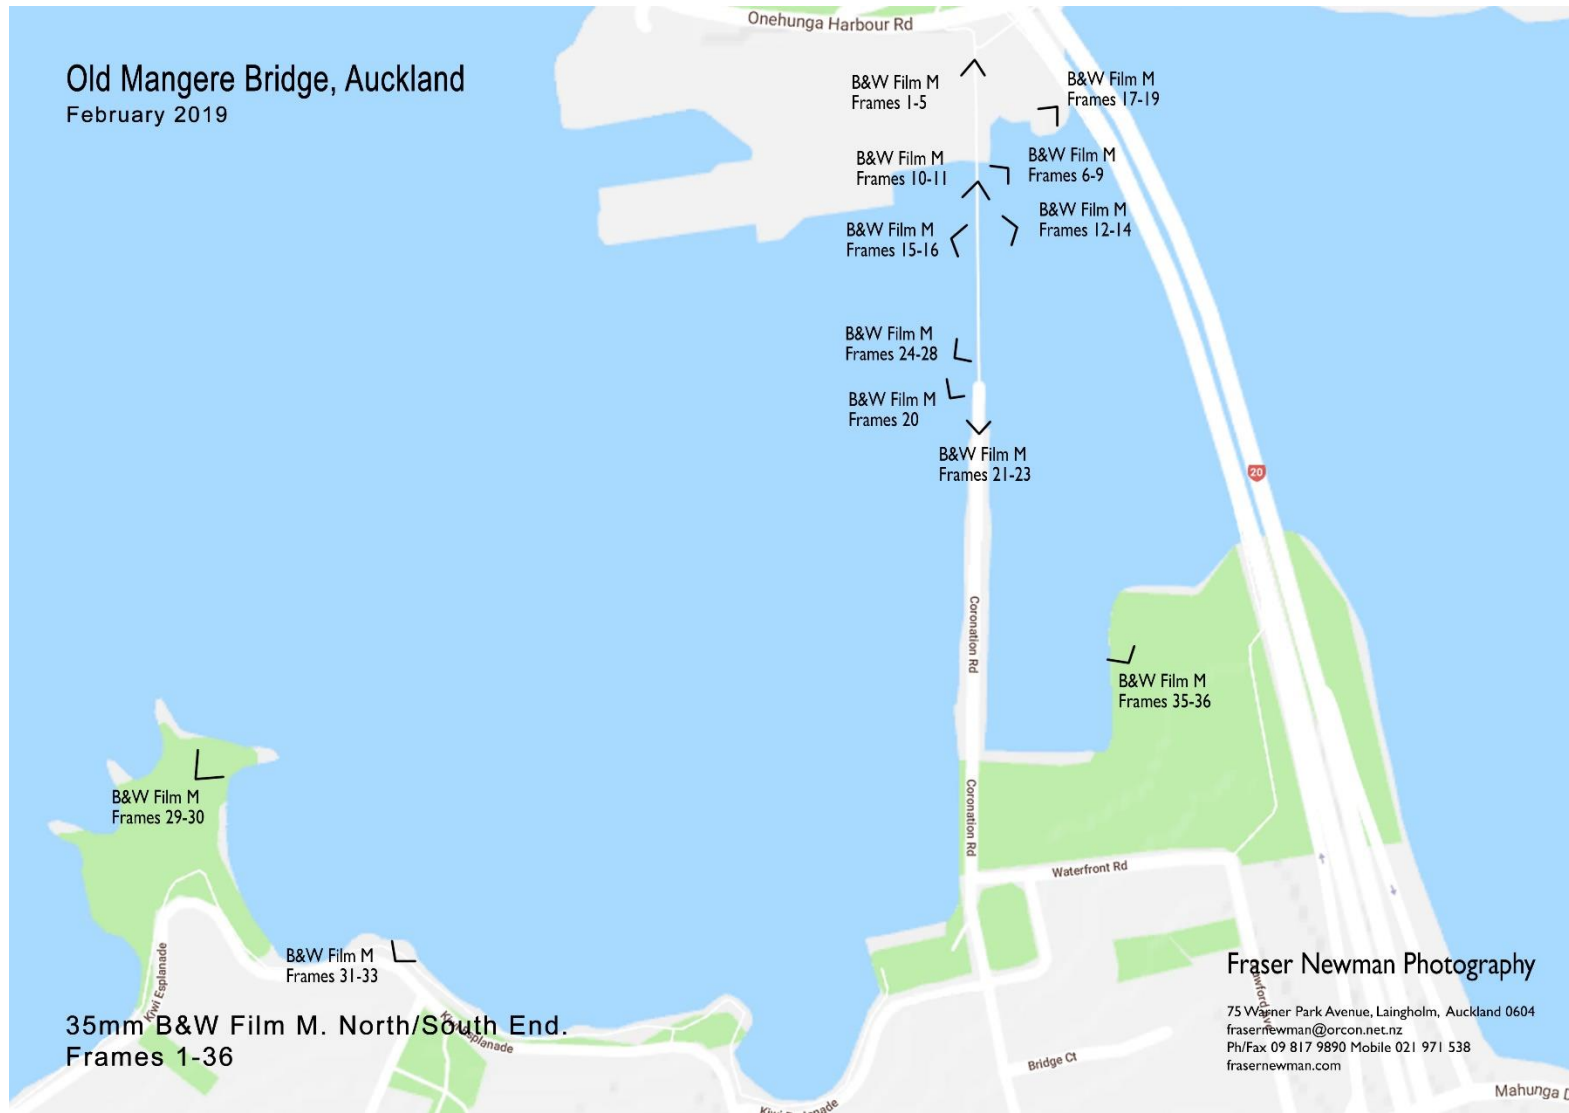 Onehunga Harbour Rd
Old Mangere Bridge, Auckland
February 2019
B&W Film M
Frames 1-5
B&W Film M
Frames 17-19
B&W Film M
Frames 10-11
B&W Film M
Frames 6-9
B&W Film M
Frames 12-14
B&W Film M
Frames 15-16
B&W Film M
Frames 24-28
B&W Film M
Frames 20
B&W Film M
Frames 21-23
20
Coronation Rd
B&W Film M
Frames 35-36
B&W Film M
Frames 29-30
Coronation Rd
Waterfront Rd
B&W Film M
Frames 31-33
Kiwi Esplanade
35mm B&W Film M. North/South End.
Frames 1-36
Kiwi Esplanade
Fraser Newman Photography
75 Warner Park Avenue, Laingholm, Auckland 0604
frasernewman@orcon.net.nz
Ph/Fax 09 817 9890 Mobile 021 971 538
frasernewman.com
Bridge Ct
Mahunga D
Kiwi Esplanade